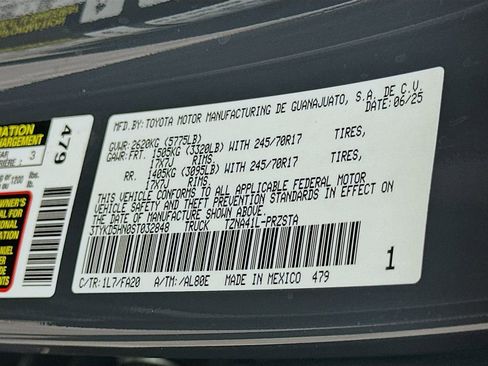 MFD.BY: TOYOTA MOTOR MANUFACTURING DE GUANAJUATO, S.A. DE C.V.
DATE: 06/25
GVWR: 2620KG (5775LB)
GAWR: FRT. 1505KG (3320LB) WITH 245/70R17 TIRES,
17X7J RIMS
RR. 1405KG (3095LB) WITH 245/70R17 TIRES,
17X7J RIMS
THIS VEHICLE CONFORMS TO ALL APPLICABLE FEDERAL MOTOR
VEHICLE SAFETY AND THEFT PREVENTION STANDARDS IN EFFECT ON
THE DATE OF MANUFACTURE SHOWN ABOVE.
3TYKD5HN0ST032848 TRUCK TZNA41L-PRZSTA
C/TR: 1L7/FA20 A/TM: /AL80E MADE IN MEXICO 479
1
479
3
lbs.